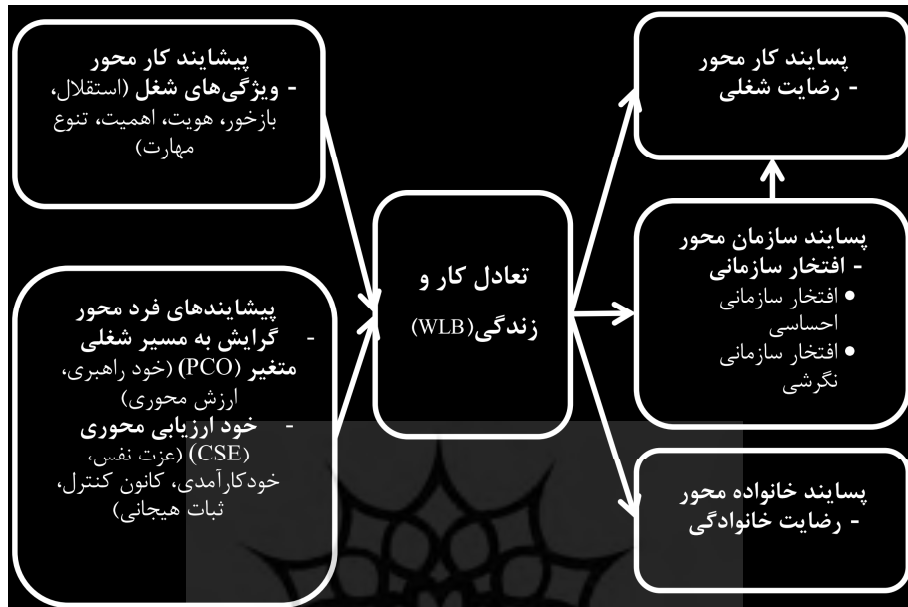 پیشایند کار محور
- ویژگی‌های شغل (استقلال،
بازخور، هویت، اهمیت، تنوع
مهارت)
پیشایندهای فرد محور
- گرایش به مسیر شغلی
متغیر (PCO) (خود راهبری،
ارزش محوری)
- خود ارزیابی محوری
(CSE) (عزت نفس،
خودکارآمدی، کانون کنترل،
ثبات هیجانی)
تعادل کار و
زندگی(WLB)
پسایند کار محور
- رضایت شغلی
پسایند سازمان محور
- افتخار سازمانی
● افتخار سازمانی
احساسی
● افتخار سازمانی
نگرشی
پسایند خانواده محور
- رضایت خانوادگی